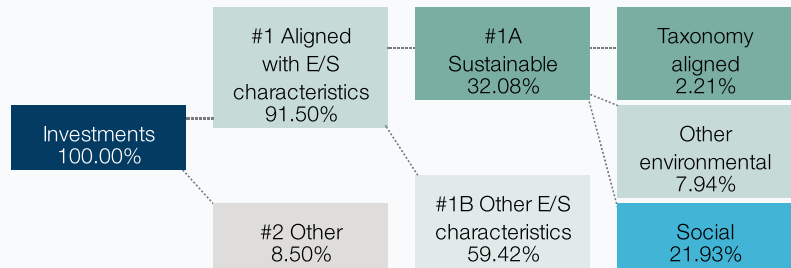 Investments
100.00%
#1 Aligned
with E/S
characteristics
91.50%
#2 Other
8.50%
#1A
Sustainable
32.08%
#1B Other E/S
characteristics
59.42%
Taxonomy
aligned
2.21%
Other
environmental
7.94%
Social
21.93%